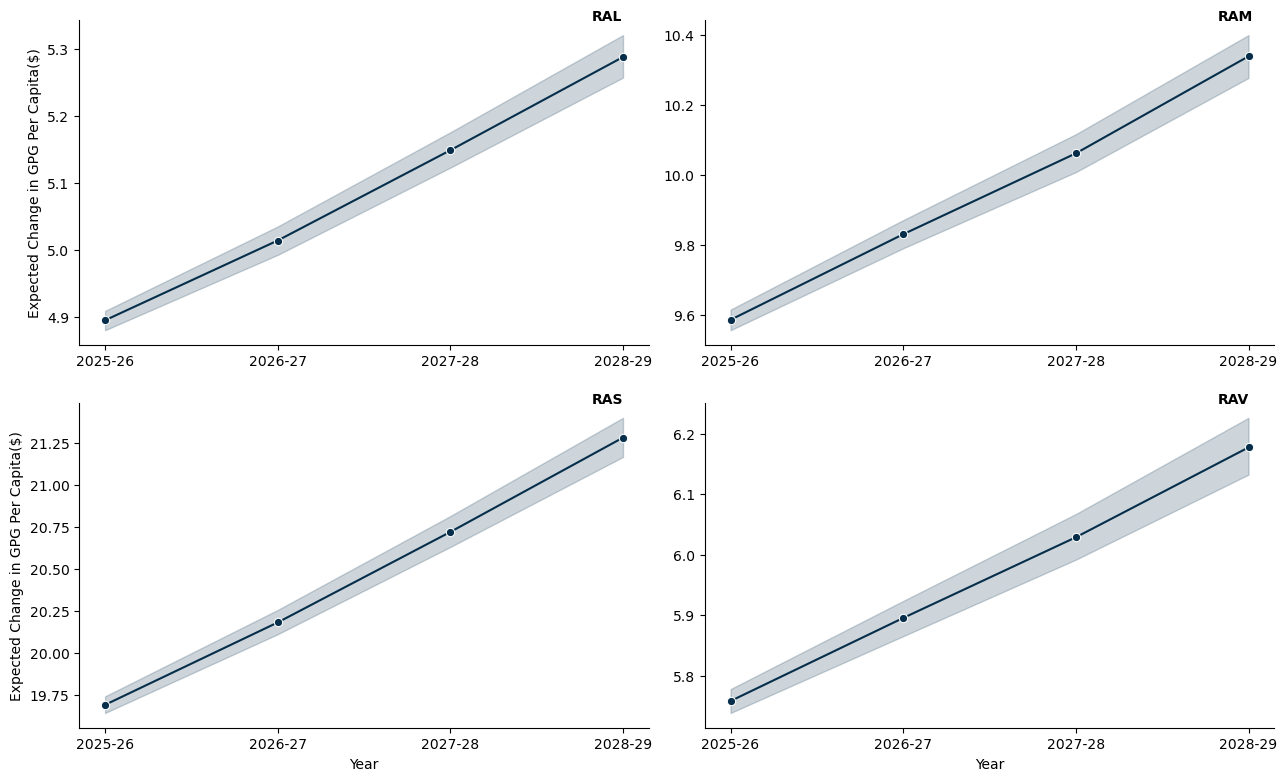 RAL
Expected Change in GPG Per Capita($)
5.3
5.2
5.1
5.0
4.9
2025-26 2026-27 2027-28 2028-29
RAM
10.4
10.2
10.0
9.8
9.6
2025-26 2026-27 2027-28 2028-29
RAS
Expected Change in GPG Per Capita($)
21.25
21.00
20.75
20.50
20.25
20.00
19.75
2025-26 2026-27 2027-28 2028-29
Year
RAV
6.2
6.1
6.0
5.9
5.8
2025-26 2026-27 2027-28 2028-29
Year